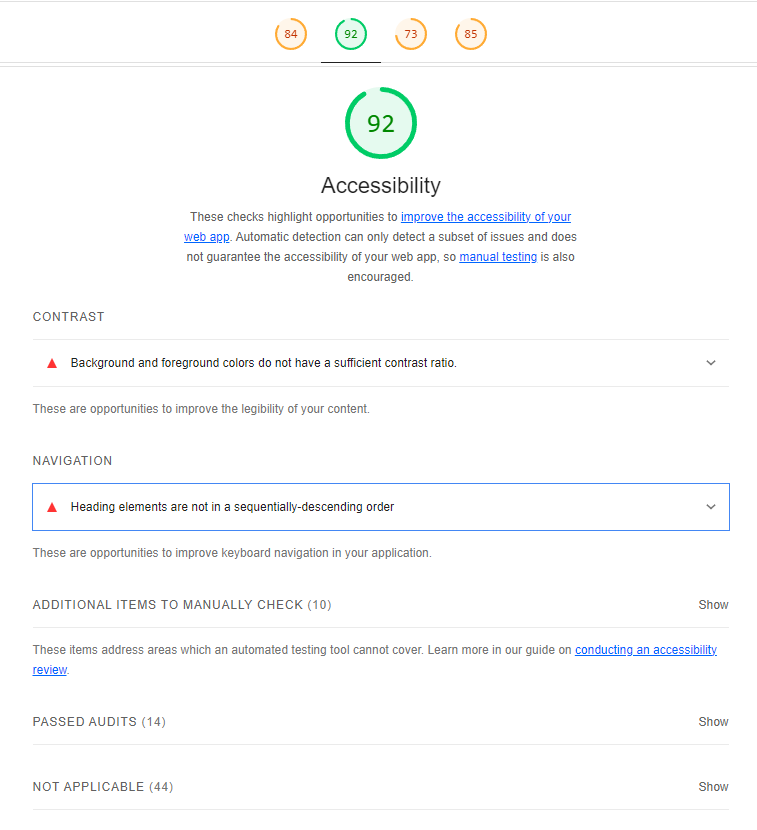 84 92 73 85
92
Accessibility
These checks highlight opportunities to improve the accessibility of your
web app. Automatic detection can only detect a subset of issues and does
not guarantee the accessibility of your web app, so manual testing is also
encouraged.
CONTRAST
Background and foreground colors do not have a sufficient contrast ratio.
These are opportunities to improve the legibility of your content.
NAVIGATION
Heading elements are not in a sequentially-descending order
These are opportunities to improve keyboard navigation in your application.
ADDITIONAL ITEMS TO MANUALLY CHECK (10) Show
These items address areas which an automated testing tool cannot cover. Learn more in our guide on conducting an accessibility
review.
PASSED AUDITS (14) Show
NOT APPLICABLE (44) Show